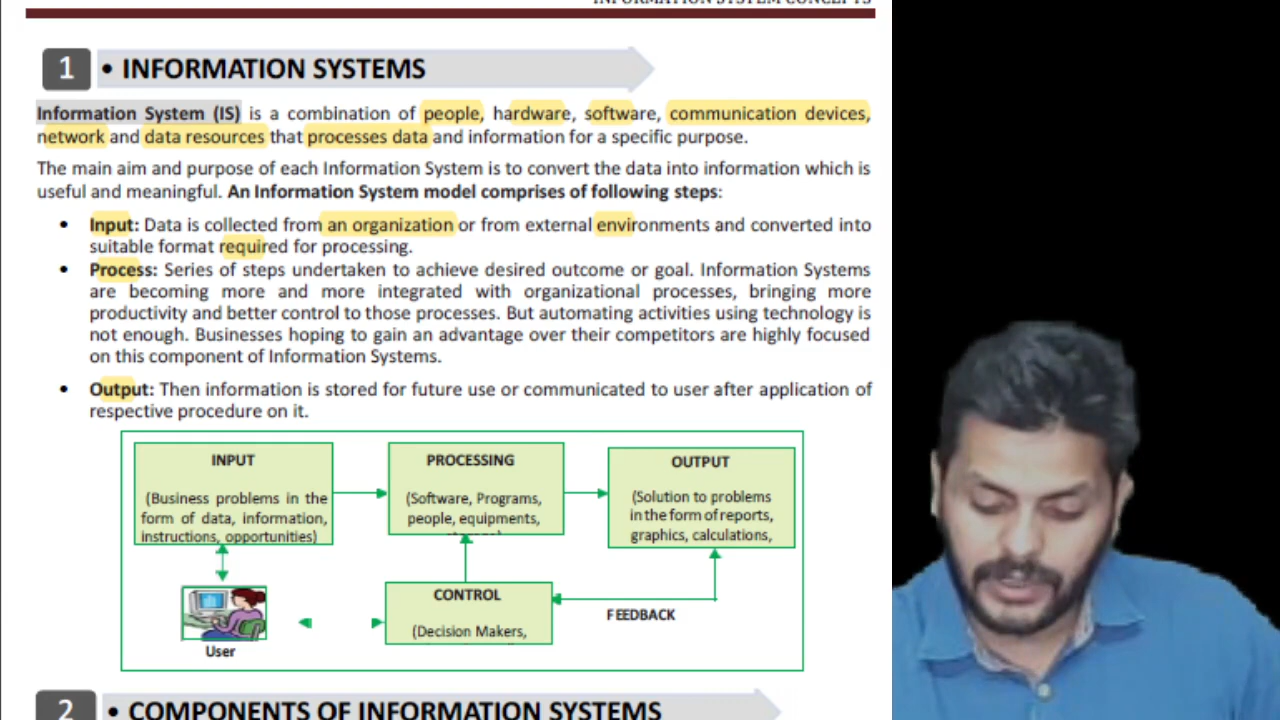 INFORMATION SYSTEM CONCEPTS
1 • INFORMATION SYSTEMS
Information System (IS) is a combination of people, hardware, software, communication devices,
network and data resources that processes data and information for a specific purpose.
The main aim and purpose of each Information System is to convert the data into information which is
useful and meaningful. An Information System model comprises of following steps:
• Input: Data is collected from an organization or from external environments and converted into
suitable format required for processing.
• Process: Series of steps undertaken to achieve desired outcome or goal. Information Systems
are becoming more and more integrated with organizational processes, bringing more
productivity and better control to those processes. But automating activities using technology is
not enough. Businesses hoping to gain an advantage over their competitors are highly focused
on this component of Information Systems.
• Output: Then information is stored for future use or communicated to user after application of
respective procedure on it.
INPUT
(Business problems in the
form of data, information,
instructions, opportunities)
PROCESSING
(Software, Programs,
people, equipments,
OUTPUT
(Solution to problems
in the form of reports,
graphics, calculations,
CONTROL
(Decision Makers,
FEEDBACK
User
2 • COMPONENTS OF INFORMATION SYSTEMS